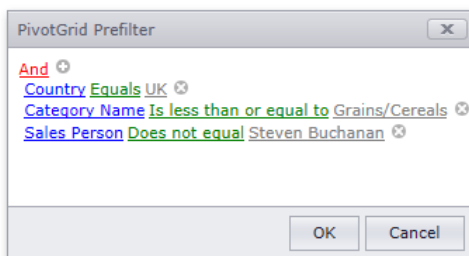 PivotGrid Prefilter
And
Country Equals UK
Category Name Is less than or equal to Grains/Cereals
Sales Person Does not equal Steven Buchanan
OK Cancel